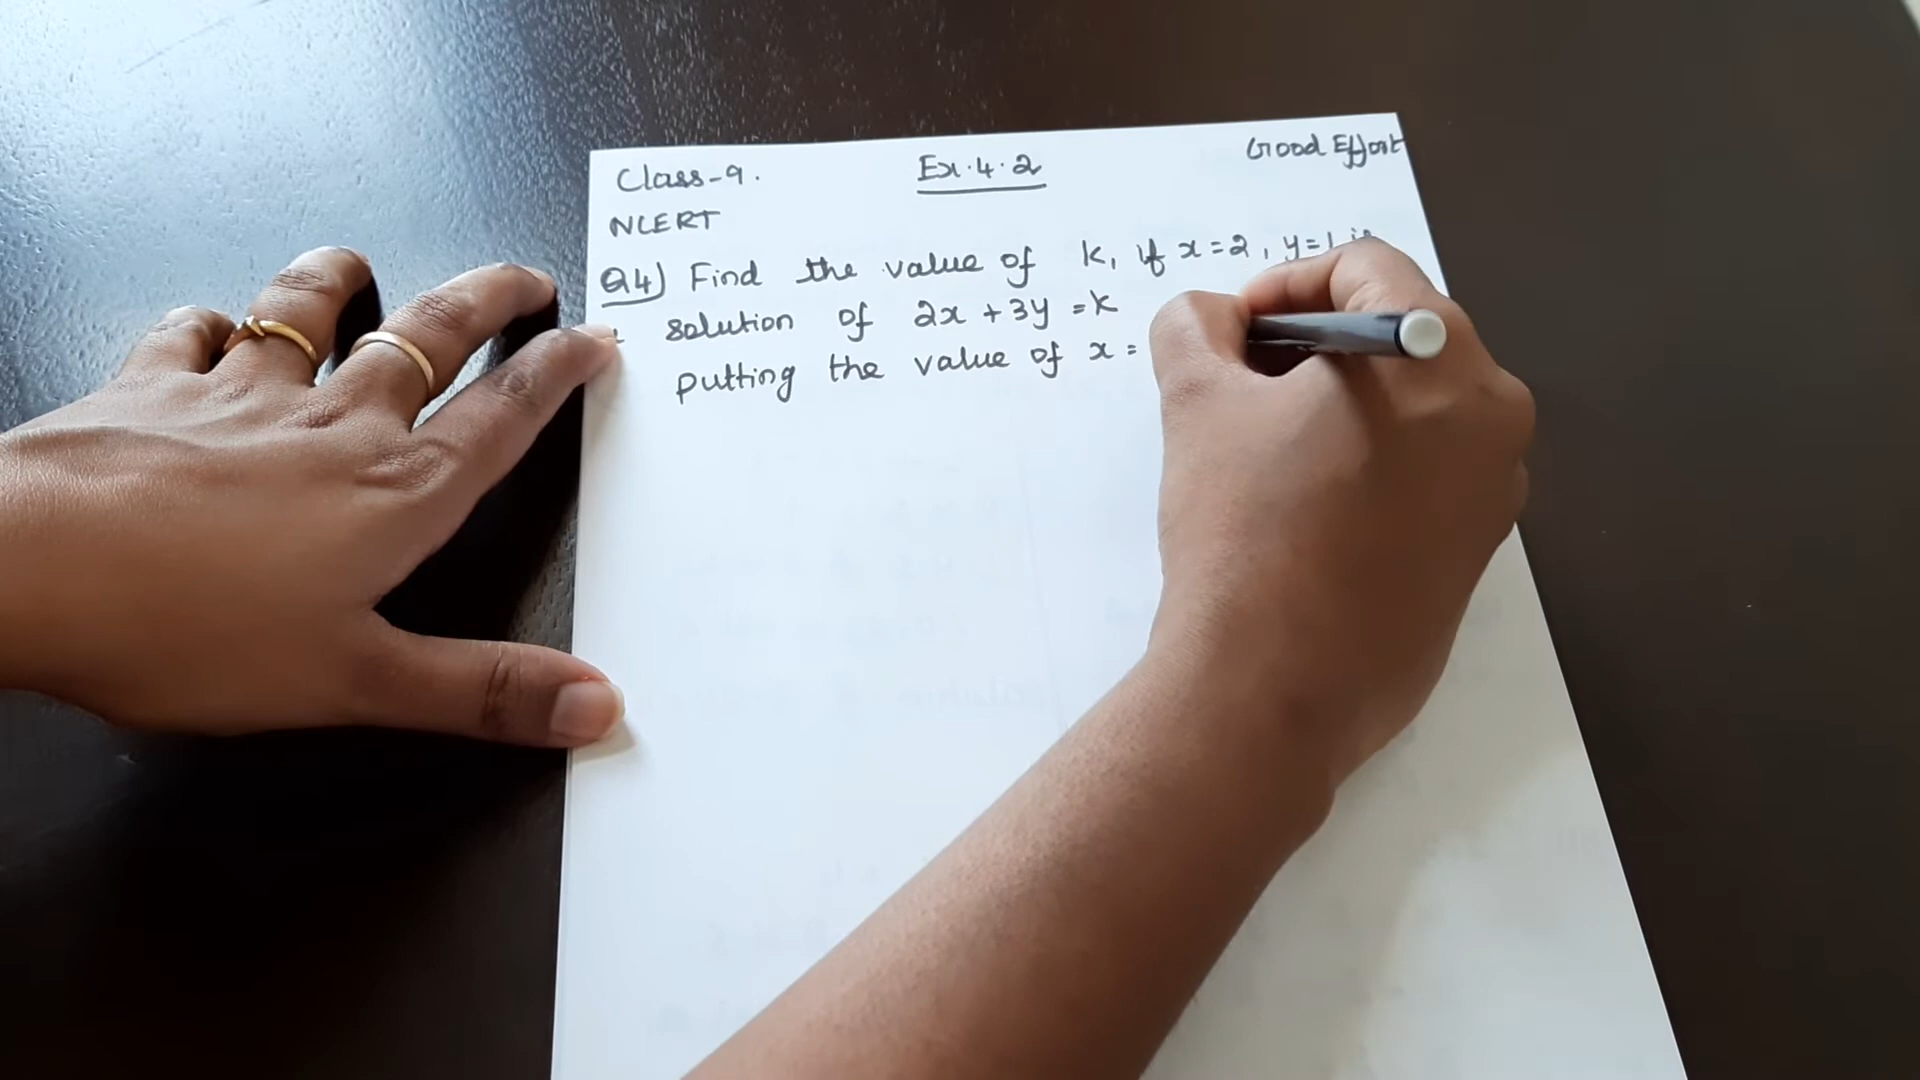 Class-9. Ex.4.2 Good Effort
NCERT
Q4) Find the value of k, if x=2, y=1 is
solution of 2x+3y=k
putting the value of x=